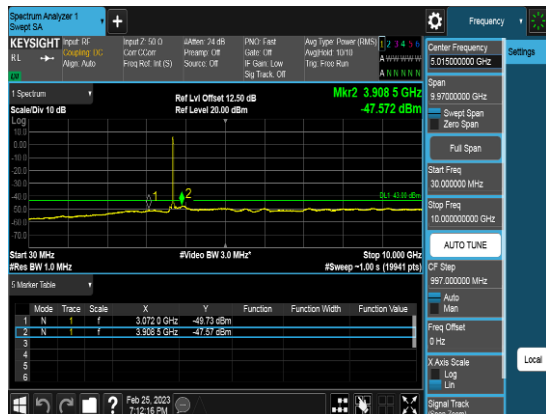 Spectrum Analyzer 1
Swept SA
Frequency
KEYSIGHT
RL
Input: RF
Coupling: DC
Align: Auto
Input Z: 50 Ω
Corr CCorr
Freq Ref: Int (S)
#Atten: 24 dB
Preamp: Off
Source: Off
PNO: Fast
Gate: Off
IF Gain: Low
Sig Track: Off
Avg Type: Power (RMS)
Avg|Hold: 10/10
Trig: Free Run
1 2 3 4 5 6
A W W W W W
A N N N N N
1 Spectrum
Scale/Div 10 dB
Ref Lvl Offset 12.50 dB
Ref Level 20.00 dBm
Mkr2 3.908 5 GHz
-47.572 dBm
Log
10.0
0.00
-10.0
-20.0
-30.0
-40.0
-50.0
-60.0
-70.0
1
2
Start 30 MHz
#Res BW 1.0 MHz
#Video BW 3.0 MHz*
Stop 10.000 GHz
#Sweep ~1.00 s (19941 pts)
5 Marker Table
Mode Trace Scale X Y Function Function Width Function Value
1 N 1 f 3.072 0 GHz -49.73 dBm
2 N 1 f 3.908 5 GHz -47.57 dBm
3
4
5
6
Feb 25, 2023
7:12:16 PM
Center Frequency
5.015000000 GHz
Settings
Span
9.97000000 GHz
Swept Span
Zero Span
Full Span
Start Freq
30.000000 MHz
Stop Freq
10.000000000 GHz
AUTO TUNE
CF Step
997.000000 MHz
Auto
Man
Freq Offset
0 Hz
X Axis Scale
Log
Lin
Local
Signal Track